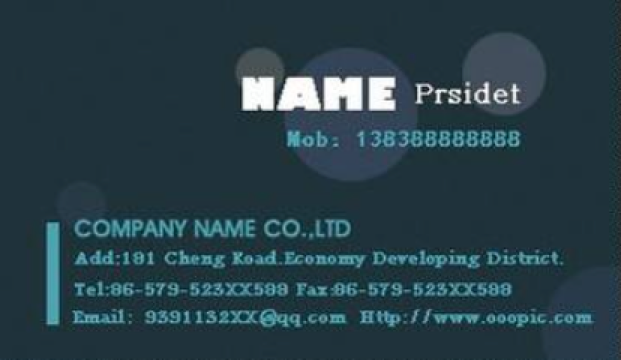 NAME Prsidet
Mob: 138388888888
COMPANY NAME CO.,LTD
Add:191 Cheng Road.Economy Developing District.
Tel:86-579-523XX588 Fax:86-579-523XX588
Email: 9391132XX@qq.com Http://www.ooopic.com